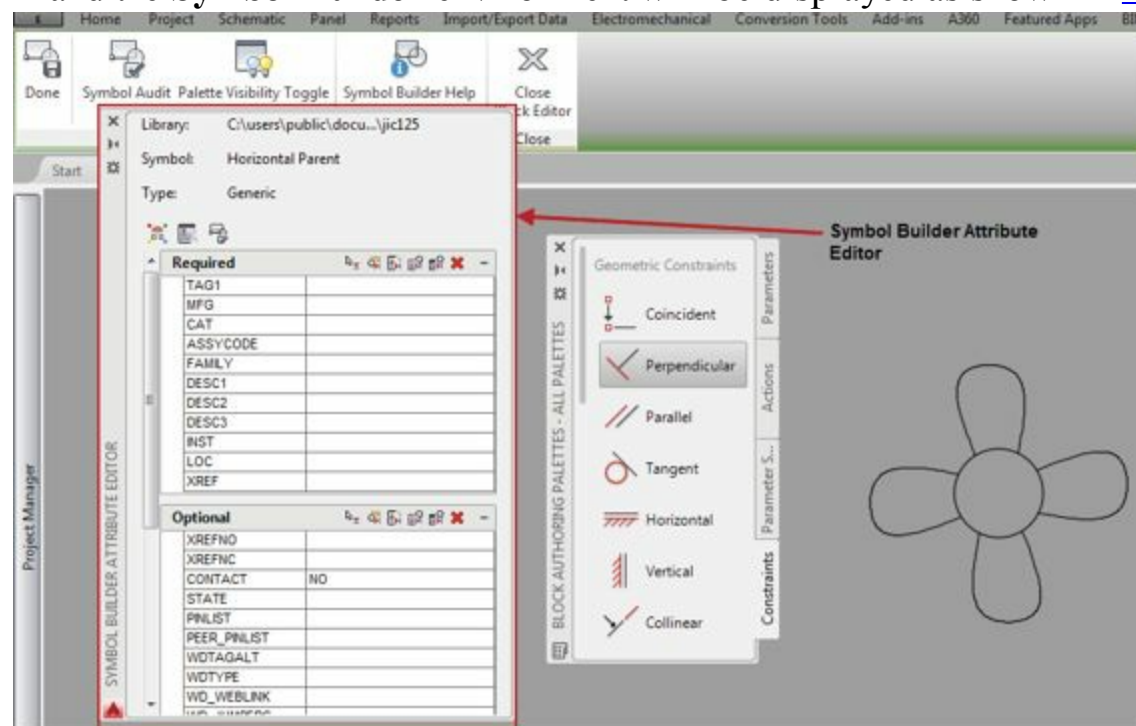 Home Project Schematic Panel Reports Import/Export Data Electromechanical Conversion Tools Add-ins A360 Featured Apps
Done Symbol Audit Palette Visibility Toggle Symbol Builder Help Close
ck Editor
Close
Start
Library: C:\users\public\docu...\jic125
Symbol: Horizontal Parent
Type: Generic
Required
TAG1
MFG
CAT
ASSYCODE
FAMILY
DESC1
DESC2
DESC3
INST
LOC
XREF
Optional
XREFNO
XREFNC
CONTACT NO
STATE
PINLIST
PEER_PINLIST
WDTAGALT
WDTYPE
WD_WEBLINK
SYMBOL BUILDER ATTRIBUTE EDITOR
Project Manager
Geometric Constraints
Coincident
Perpendicular
Parallel
Tangent
Horizontal
Vertical
Collinear
BLOCK AUTHORING PALETTES - ALL PALETTES
Parameters
Actions
Parameter S...
Constraints
Symbol Builder Attribute
Editor